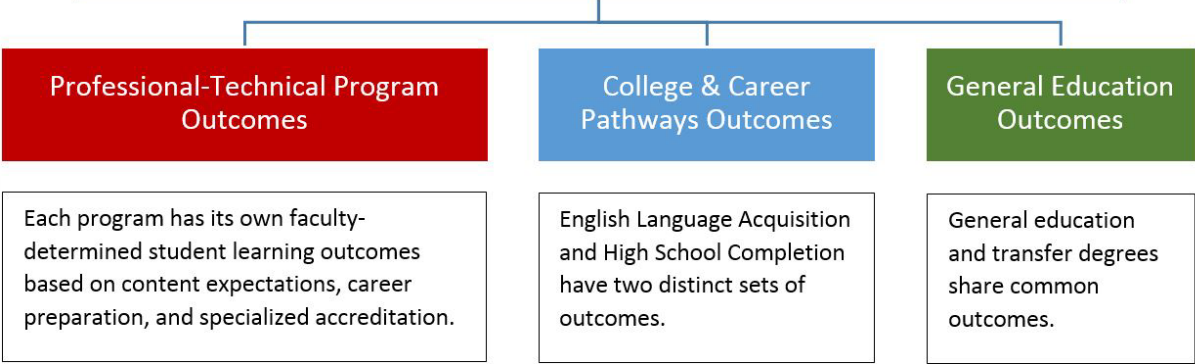 Professional-Technical Program
Outcomes
College & Career
Pathways Outcomes
General Education
Outcomes
Each program has its own faculty-
determined student learning outcomes
based on content expectations, career
preparation, and specialized accreditation.
English Language Acquisition
and High School Completion
have two distinct sets of
outcomes.
General education
and transfer degrees
share common
outcomes.